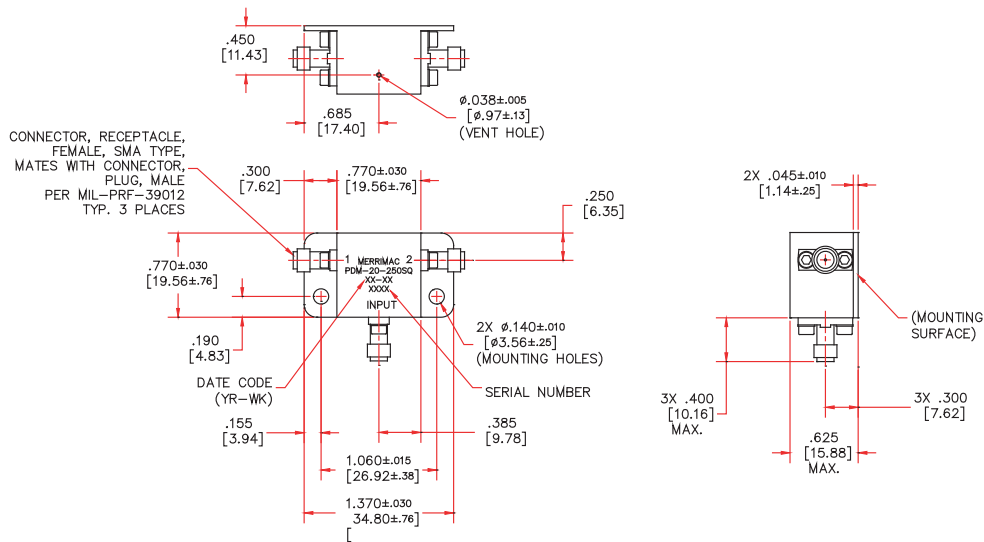 .450
[11.43]
.685
[17.40]
ø.038±.005
[ø.97±.13]
(VENT HOLE)
CONNECTOR, RECEPTACLE,
FEMALE, SMA TYPE,
MATES WITH CONNECTOR,
PLUG, MALE
PER MIL-PRF-39012
TYP. 3 PLACES
.300
[7.62]
.770±.030
[19.56±.76]
.250
[6.35]
2X .045±.010
[1.14±.25]
.770±.030
[19.56±.76]
1 MERRIMAC 2
PDM-20-250SQ
XX-XX
XXXX
INPUT
.190
[4.83]
2X ø.140±.010
[ø3.56±.25]
(MOUNTING HOLES)
(MOUNTING
SURFACE)
DATE CODE
(YR-WK)
SERIAL NUMBER
.155
[3.94]
.385
[9.78]
1.060±.015
[26.92±.38]
1.370±.030
34.80±.76]
[
3X .400
[10.16]
MAX.
3X .300
[7.62]
.625
[15.88]
MAX.